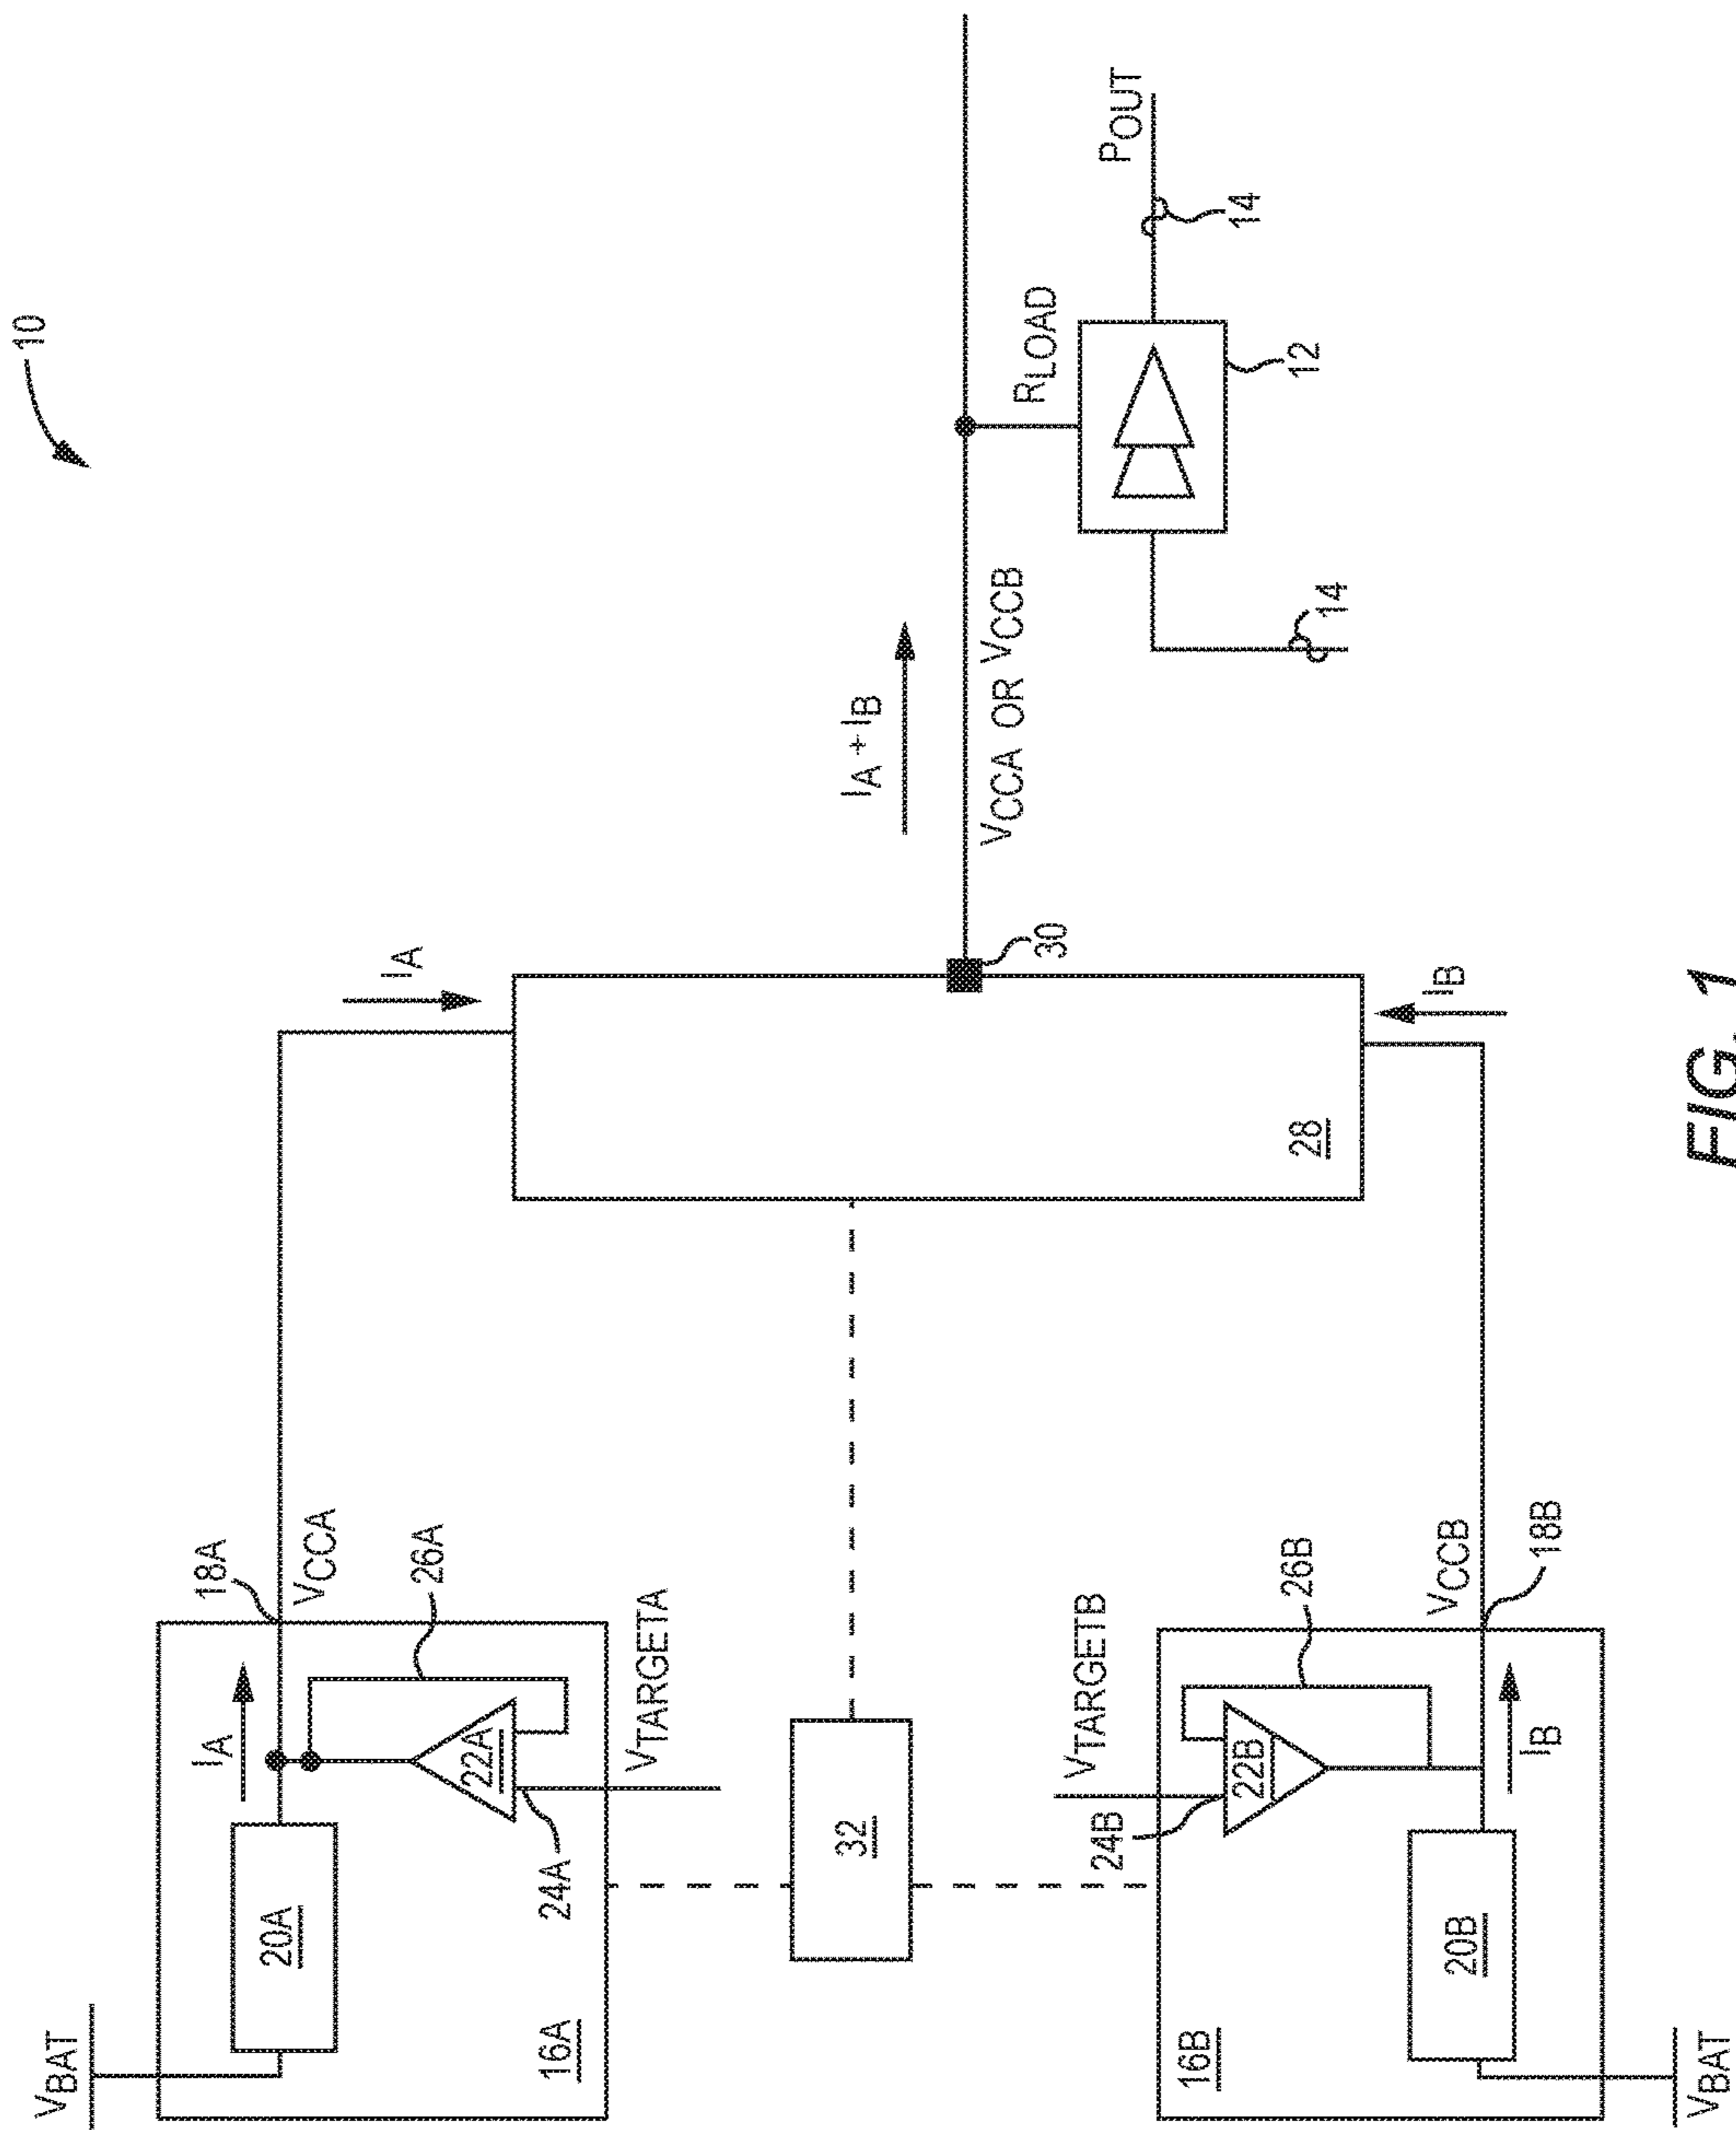 10
VBAT
20A
IA
18A
VCCA
26A
22A
24A
VTARGETA
16A
IA
32
28
30
IA + IB
VCCA OR VCCB
RLOAD
POUT
14
12
14
VTARGETB
24B
22B
26B
VCCB
18B
16B
20B
IB
IB
VBAT
FIG. 1